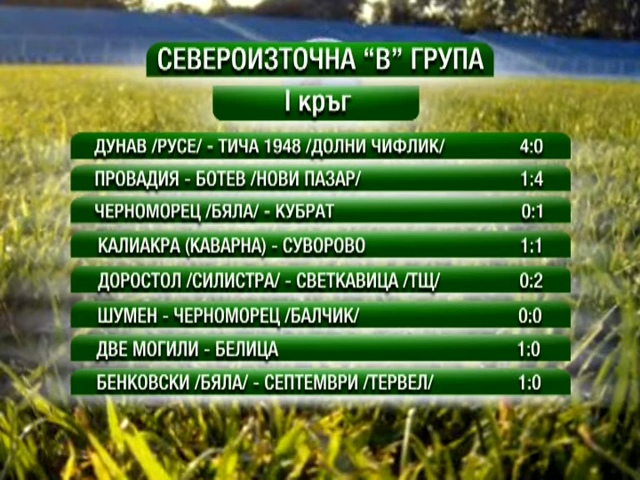 СЕВЕРОИЗТОЧНА “В” ГРУПА
I кръг
ДУНАВ /РУСЕ/ - ТИЧА 1948 /ДОЛНИ ЧИФЛИК/ 4:0
ПРОВАДИЯ - БОТЕВ /НОВИ ПАЗАР/ 1:4
ЧЕРНОМОРЕЦ /БЯЛА/ - КУБРАТ 0:1
КАЛИАКРА (КАВАРНА) - СУВОРОВО 1:1
ДОРОСТОЛ /СИЛИСТРА/ - СВЕТКАВИЦА /ТЩ/ 0:2
ШУМЕН - ЧЕРНОМОРЕЦ /БАЛЧИК/ 0:0
ДВЕ МОГИЛИ - БЕЛИЦА 1:0
БЕНКОВСКИ /БЯЛА/ - СЕПТЕМВРИ /ТЕРВЕЛ/ 1:0